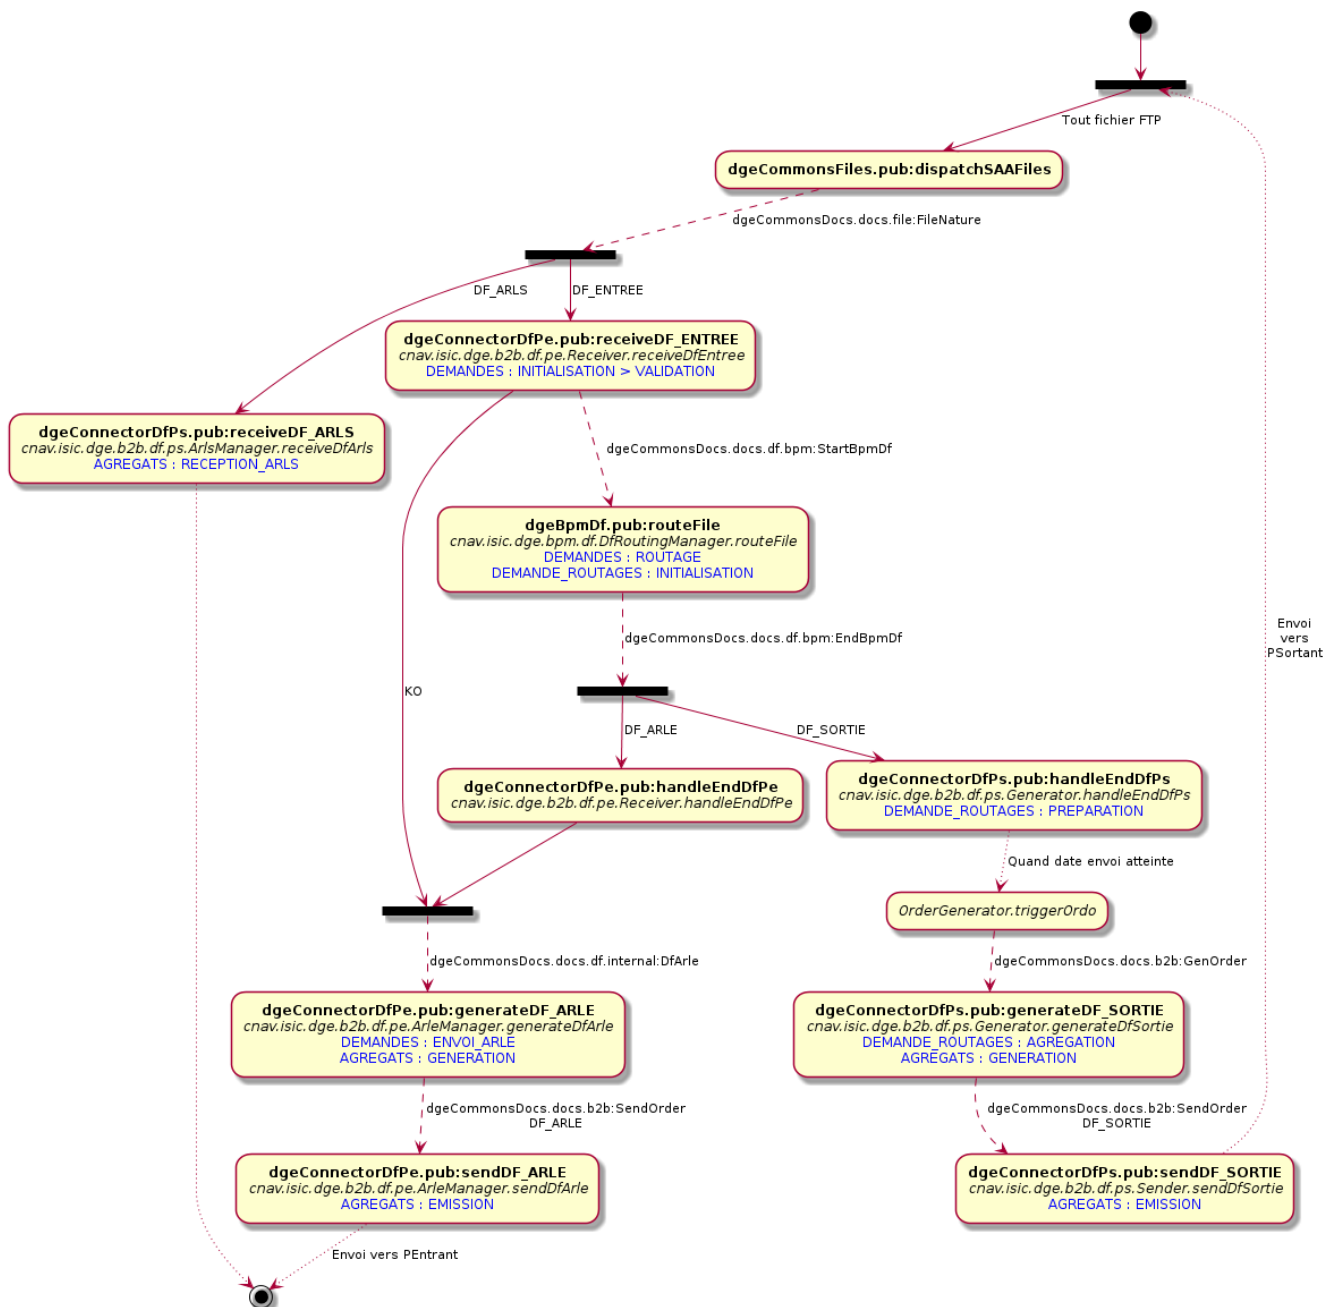 Tout fichier FTP
dgeCommonsFiles.pub:dispatchSAAFiles
dgeCommonsDocs.docs.file:FileNature
DF_ARLS
DF_ENTREE
dgeConnectorDfPe.pub:receiveDF_ENTREE
cnav.isic.dge.b2b.df.pe.Receiver.receiveDfEntree
DEMANDES : INITIALISATION > VALIDATION
dgeConnectorDfPs.pub:receiveDF_ARLS
cnav.isic.dge.b2b.df.ps.ArlsManager.receiveDfArls
AGREGATS : RECEPTION_ARLS
dgeCommonsDocs.docs.df.bpm:StartBpmDf
dgeBpmDf.pub:routeFile
cnav.isic.dge.bpm.df.DfRoutingManager.routeFile
DEMANDES : ROUTAGE
DEMANDE_ROUTAGES : INITIALISATION
dgeCommonsDocs.docs.df.bpm:EndBpmDf
Envoi
vers
PSortant
KO
DF_ARLE
DF_SORTIE
dgeConnectorDfPe.pub:handleEndDfPe
cnav.isic.dge.b2b.df.pe.Receiver.handleEndDfPe
dgeConnectorDfPs.pub:handleEndDfPs
cnav.isic.dge.b2b.df.ps.Generator.handleEndDfPs
DEMANDE_ROUTAGES : PREPARATION
Quand date envoi atteinte
OrderGenerator.triggerOrdo
dgeCommonsDocs.docs.df.internal:DfArle
dgeCommonsDocs.docs.b2b:GenOrder
dgeConnectorDfPe.pub:generateDF_ARLE
cnav.isic.dge.b2b.df.pe.ArleManager.generateDfArle
DEMANDES : ENVOI_ARLE
AGREGATS : GENERATION
dgeConnectorDfPs.pub:generateDF_SORTIE
cnav.isic.dge.b2b.df.ps.Generator.generateDfSortie
DEMANDE_ROUTAGES : AGREGATION
AGREGATS : GENERATION
dgeCommonsDocs.docs.b2b:SendOrder
DF_ARLE
dgeCommonsDocs.docs.b2b:SendOrder
DF_SORTIE
dgeConnectorDfPe.pub:sendDF_ARLE
cnav.isic.dge.b2b.df.pe.ArleManager.sendDfArle
AGREGATS : EMISSION
dgeConnectorDfPs.pub:sendDF_SORTIE
cnav.isic.dge.b2b.df.ps.Sender.sendDfSortie
AGREGATS : EMISSION
Envoi vers PEntrant